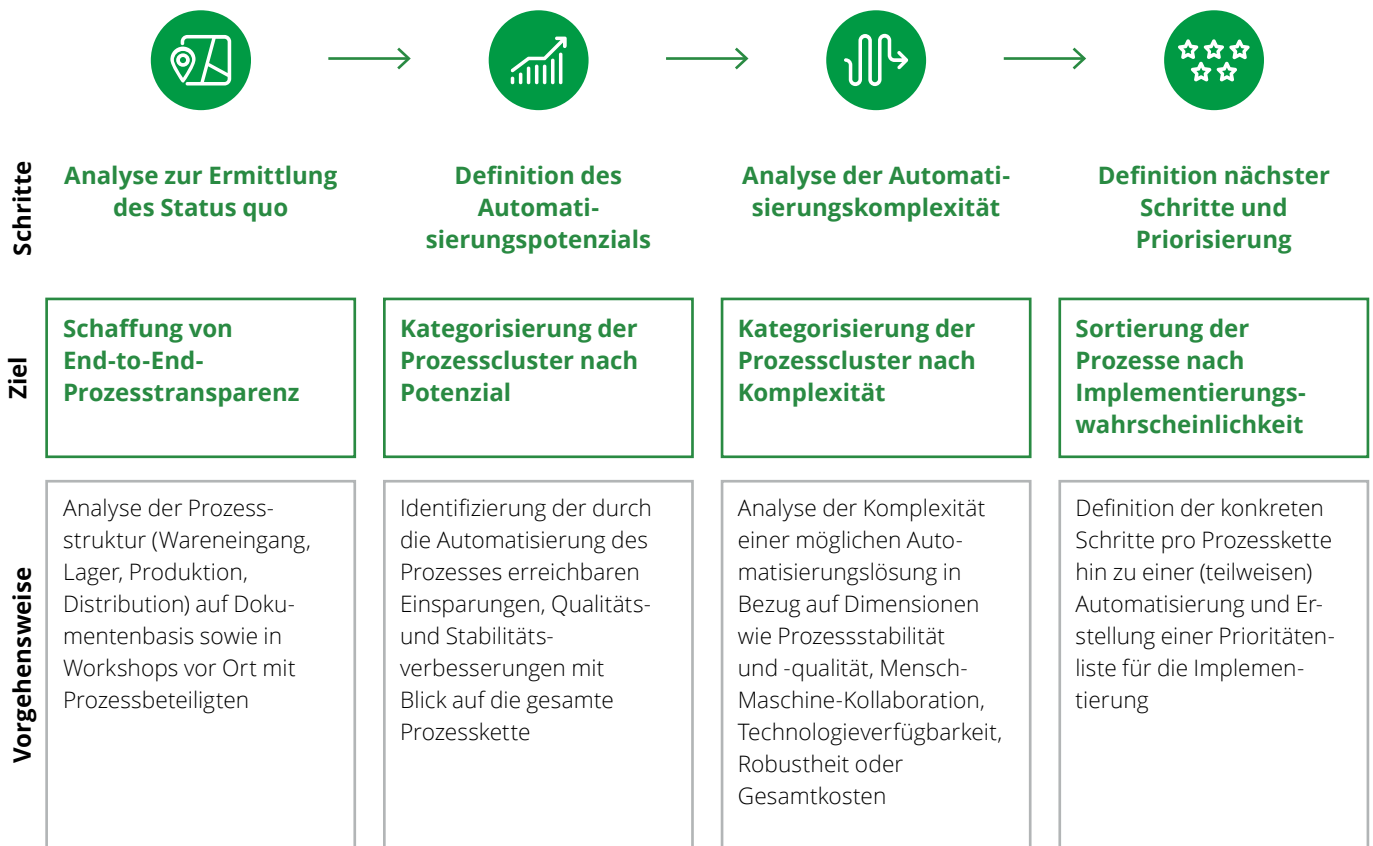 Schritte
Analyse zur Ermittlung
des Status quo
Definition des
Automati-
sierungspotenzials
Analyse der Automati-
sierungskomplexität
Definition nächster
Schritte und
Priorisierung
Ziel
Schaffung von
End-to-End-
Prozesstransparenz
Kategorisierung der
Prozesscluster nach
Potenzial
Kategorisierung der
Prozesscluster nach
Komplexität
Sortierung der
Prozesse nach
Implementierungs-
wahrscheinlichkeit
Vorgehensweise
Analyse der Prozess-
struktur (Wareneingang,
Lager, Produktion,
Distribution) auf Doku-
mentenbasis sowie in
Workshops vor Ort mit
Prozessbeteiligten
Identifizierung der durch
die Automatisierung des
Prozesses erreichbaren
Einsparungen, Qualitäts-
und Stabilitäts-
verbesserungen mit
Blick auf die gesamte
Prozesskette
Analyse der Komplexität
einer möglichen Auto-
matisierungslösung in
Bezug auf Dimensionen
wie Prozessstabilität
und -qualität, Mensch-
Maschine-Kollaboration,
Technologieverfügbarkeit,
Robustheit oder
Gesamtkosten
Definition der konkreten
Schritte pro Prozesskette
hin zu einer (teilweisen)
Automatisierung und Er-
stellung einer Prioritäten-
liste für die Implemen-
tierung